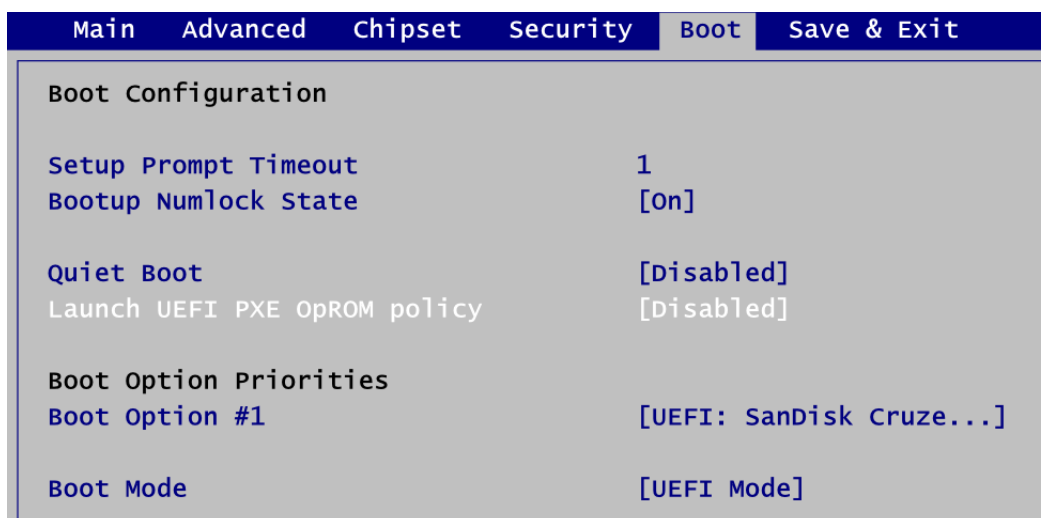 Main Advanced Chipset Security Boot Save & Exit
Boot Configuration
Setup Prompt Timeout 1
Bootup Numlock State [On]
Quiet Boot [Disabled]
Launch UEFI PXE OpROM policy [Disabled]
Boot Option Priorities
Boot Option #1 [UEFI: SanDisk Cruze...]
Boot Mode [UEFI Mode]